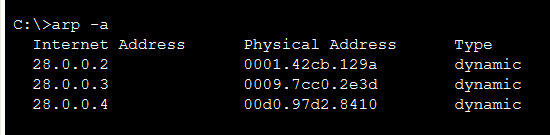 C:\>arp -a
Internet Address Physical Address Type
28.0.0.2 0001.42cb.129a dynamic
28.0.0.3 0009.7cc0.2e3d dynamic
28.0.0.4 00d0.97d2.8410 dynamic